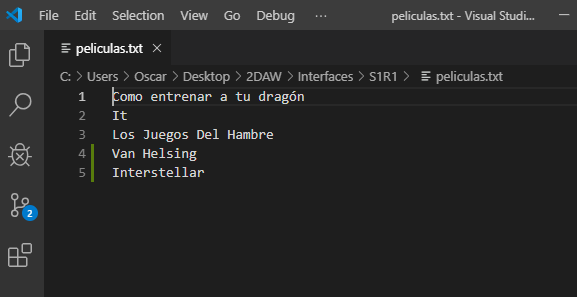 File Edit Selection View Go Debug ··· peliculas.txt - Visual Studi...
peliculas.txt
C: > Users > Oscar > Desktop > 2DAW > Interfaces > S1R1 > peliculas.txt
1 Como entrenar a tu dragón
2 It
3 Los Juegos Del Hambre
4 Van Helsing
5 Interstellar
2